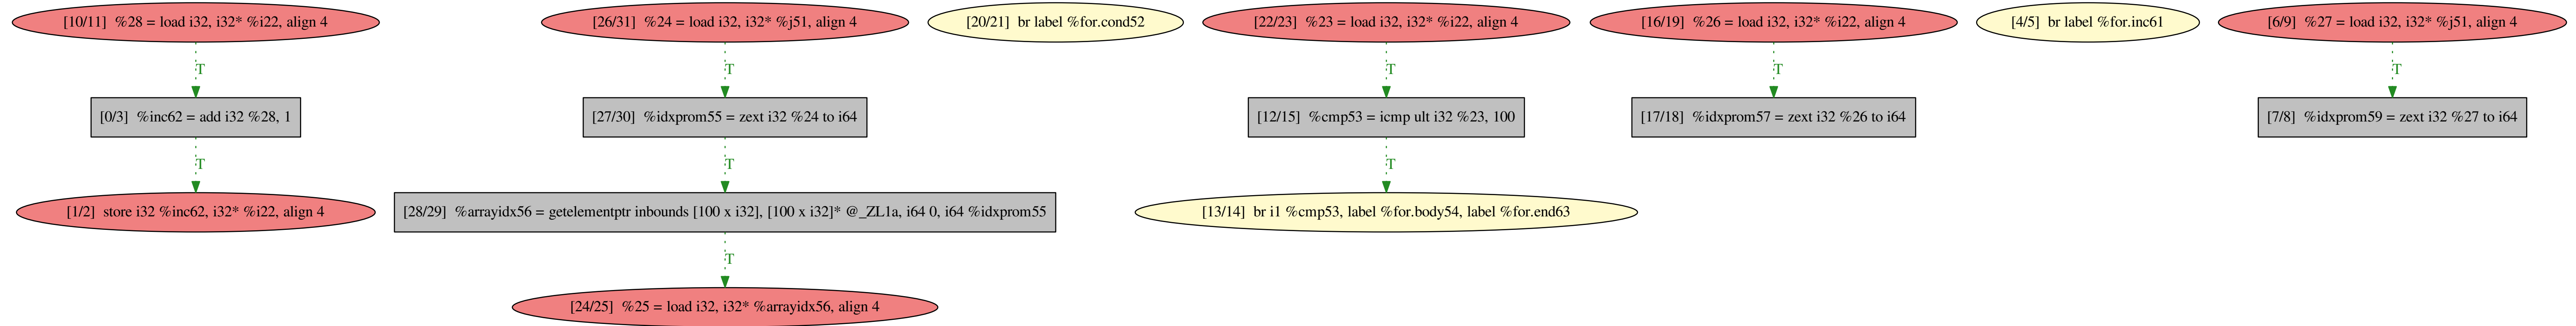 [10/11]  %28 = load i32, i32* %i22, align 4
[26/31]  %24 = load i32, i32* %j51, align 4
[20/21]  br label %for.cond52
[22/23]  %23 = load i32, i32* %i22, align 4
[16/19]  %26 = load i32, i32* %i22, align 4
[4/5]  br label %for.inc61
[6/9]  %27 = load i32, i32* %j51, align 4
T
T
T
T
T
[0/3]  %inc62 = add i32 %28, 1
[27/30]  %idxprom55 = zext i32 %24 to i64
[12/15]  %cmp53 = icmp ult i32 %23, 100
[17/18]  %idxprom57 = zext i32 %26 to i64
[7/8]  %idxprom59 = zext i32 %27 to i64
T
T
T
[1/2]  store i32 %inc62, i32* %i22, align 4
[28/29]  %arrayidx56 = getelementptr inbounds [100 x i32], [100 x i32]* @_ZL1a, i64 0, i64 %idxprom55
[13/14]  br i1 %cmp53, label %for.body54, label %for.end63
T
[24/25]  %25 = load i32, i32* %arrayidx56, align 4